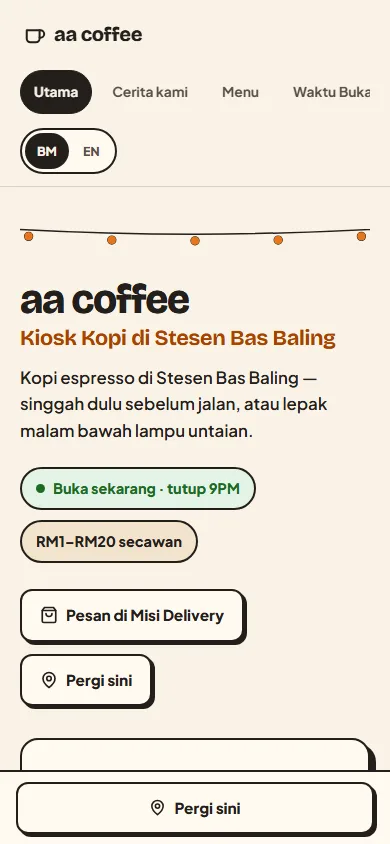 aa coffee
Utama Cerita kami Menu Waktu Buka
BM EN
aa coffee
Kiosk Kopi di Stesen Bas Baling
Kopi espresso di Stesen Bas Baling —
singgah dulu sebelum jalan, atau lepak
malam bawah lampu untaian.
Buka sekarang · tutup 9PM
RM1–RM20 secawan
Pesan di Misi Delivery
Pergi sini
Pergi sini